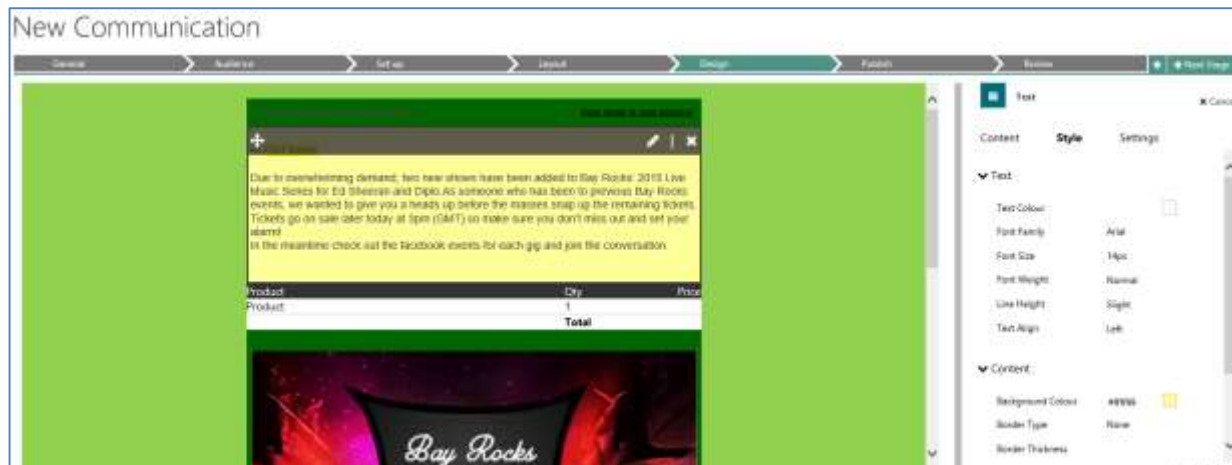 New Communication
General
Audience
Set up
Layout
Design
Publish
Review
Next Stage
Text
Content
Style
Settings
Due to overwhelming demand, two new shows have been added to Bay Rocks' 2015 Live
Music Series for Ed Sheeran and Diplo.As someone who has been to previous Bay Rocks
events, we wanted to give you a heads up before the masses snap up the remaining tickets.
Tickets go on sale later today at 5pm (GMT) so make sure you don't miss out and set your
alarm!
In the meantime check out the facebook events for each gig and join the conversation
Product Qty Price
Product 1
Total
Bay Rocks
Text
Text Colour
Font Family Arial
Font Size 14px
Font Weight Normal
Line Height Slight
Text Align Left
Content
Background Colour
Border Type None
Border Thickness